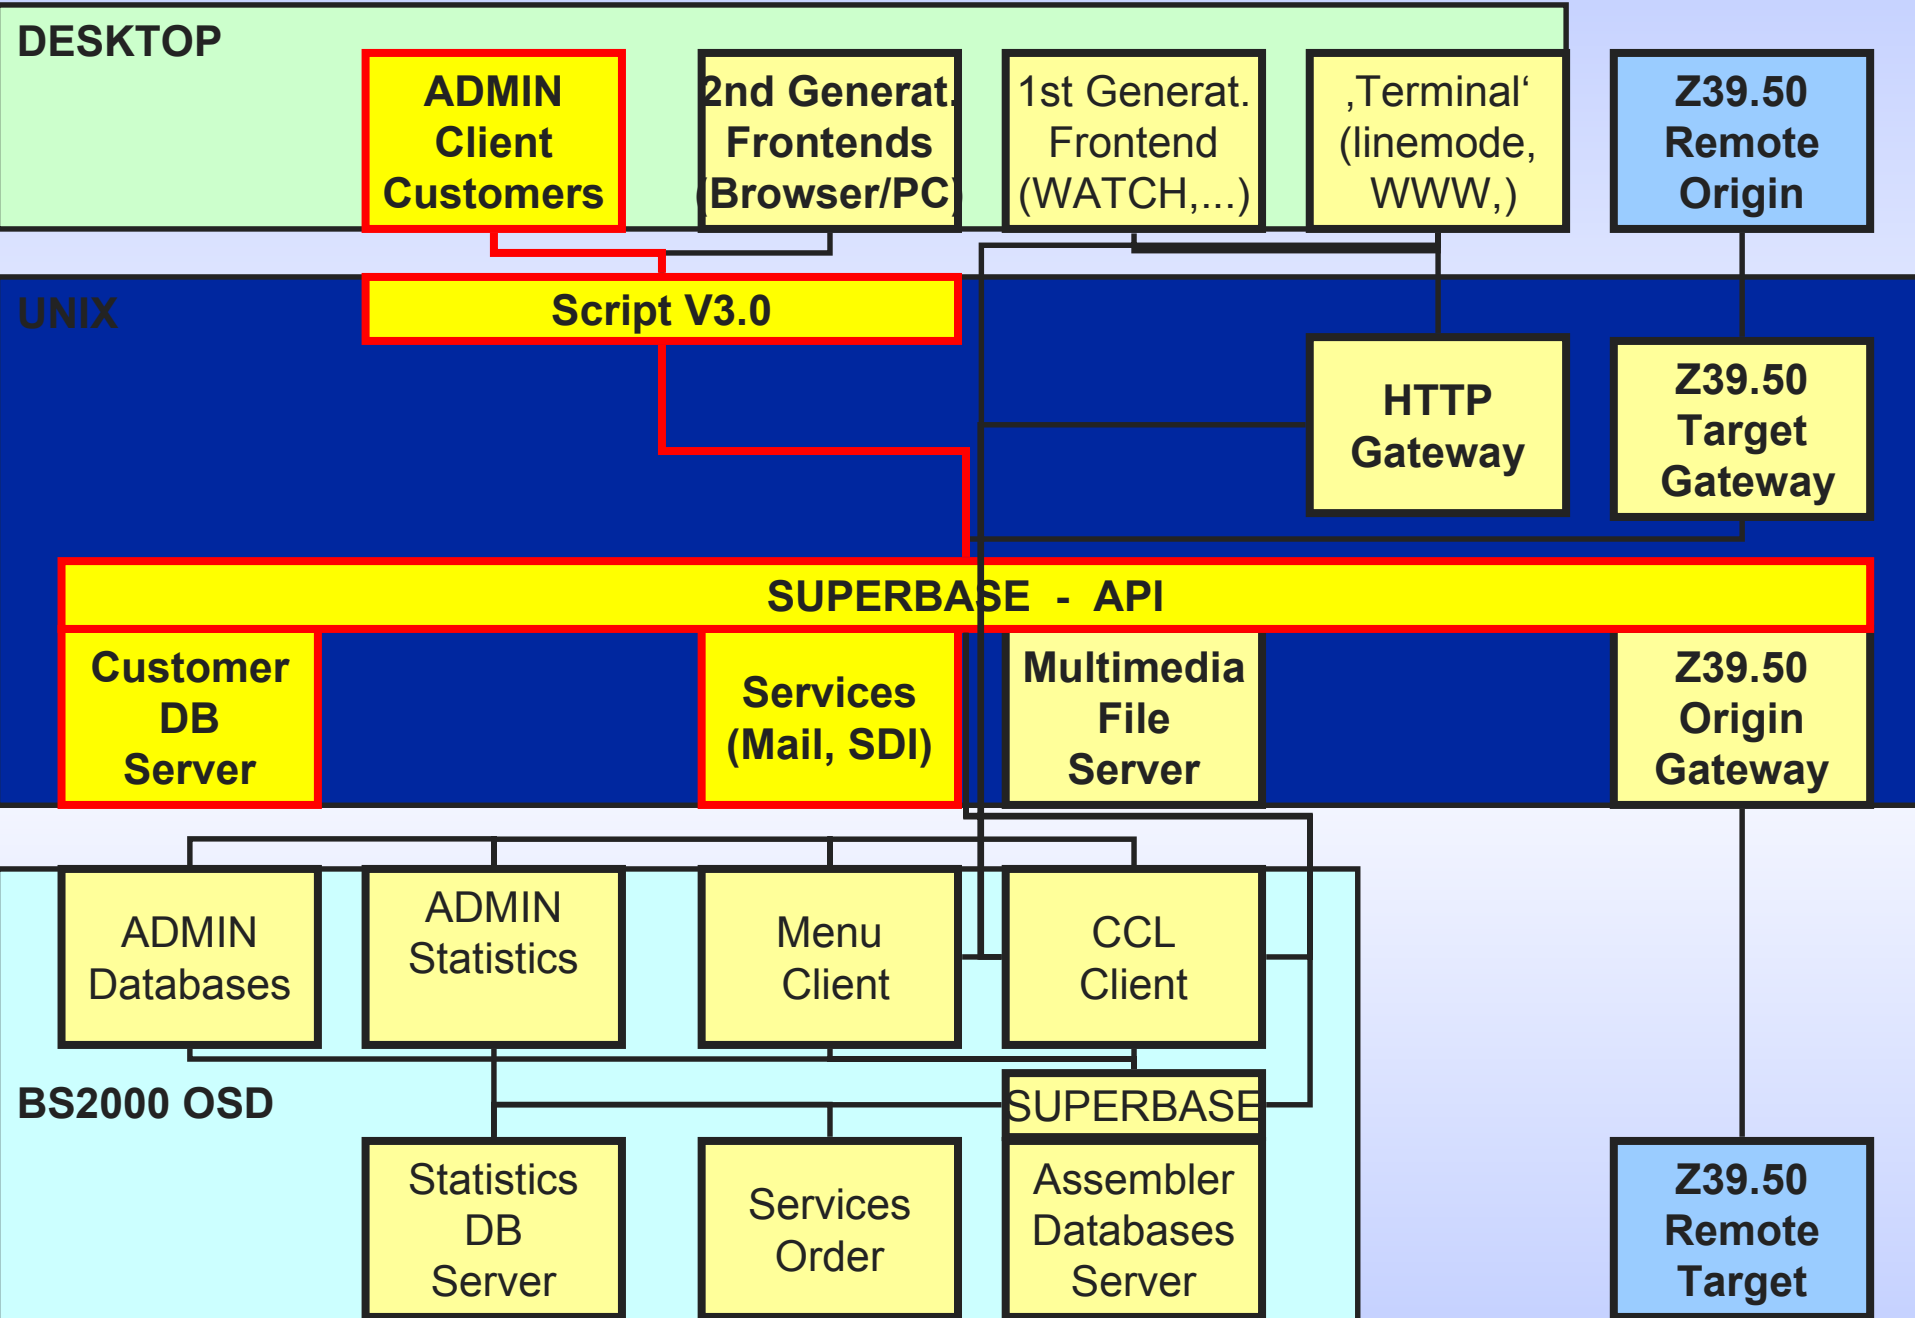 DESKTOP
ADMIN
Client
Customers
2nd Generat.
Frontends
(Browser/PC)
1st Generat.
Frontend
(WATCH,...)
‚Terminal‘
(linemode,
WWW,)
Z39.50
Remote
Origin
UNIX
Script V3.0
HTTP
Gateway
Z39.50
Target
Gateway
SUPERBASE - API
Customer
DB
Server
Services
(Mail, SDI)
Multimedia
File
Server
Z39.50
Origin
Gateway
ADMIN
Databases
ADMIN
Statistics
Menu
Client
CCL
Client
BS2000 OSD
SUPERBASE
Statistics
DB
Server
Services
Order
Assembler
Databases
Server
Z39.50
Remote
Target